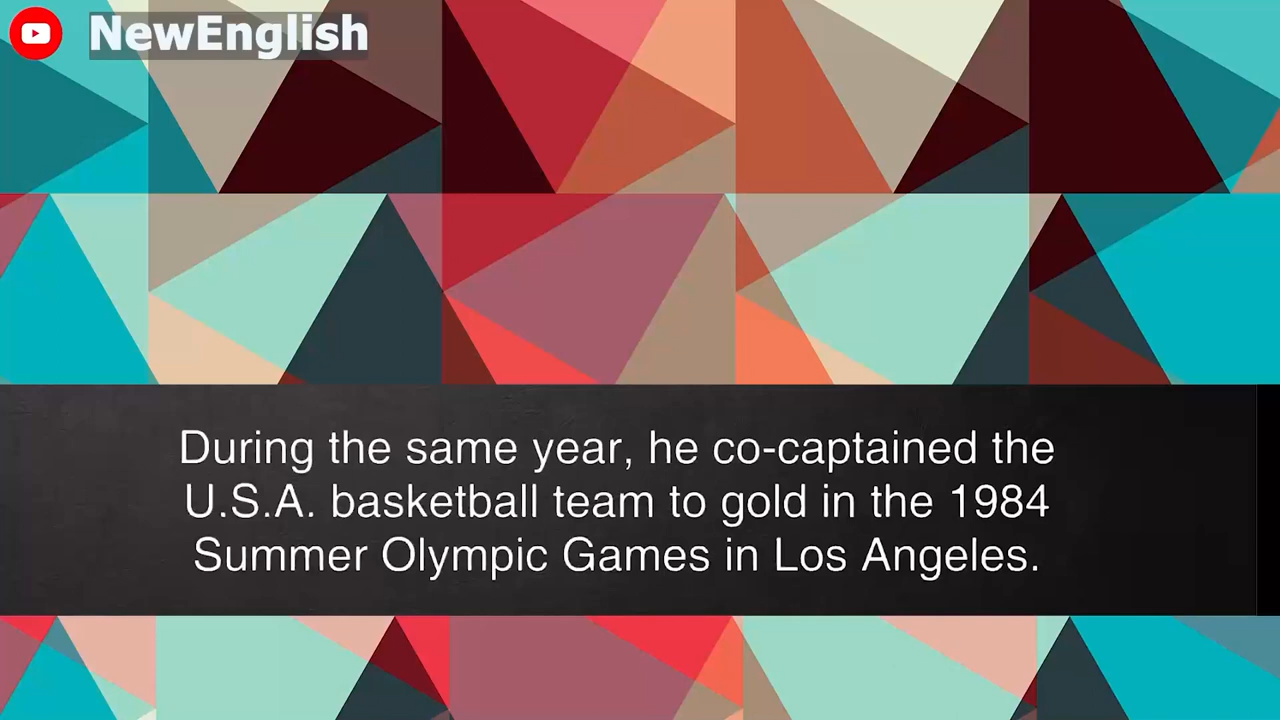 NewEnglish
During the same year, he co-captained the
U.S.A. basketball team to gold in the 1984
Summer Olympic Games in Los Angeles.